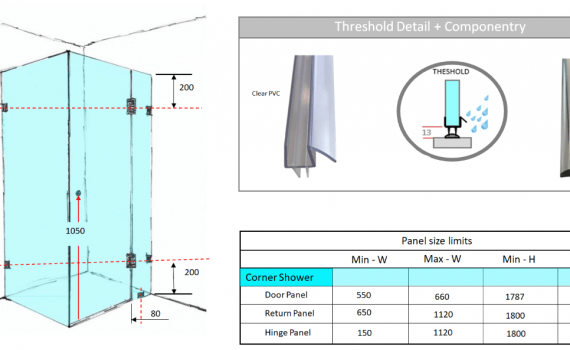 Threshold Detail + Componentry
Clear PVC
THESHOLD
13
200
1050
200
80
Panel size limits
Min - W Max - W Min - H
Corner Shower
Door Panel 550 660 1787
Return Panel 650 1120 1800
Hinge Panel 150 1120 1800